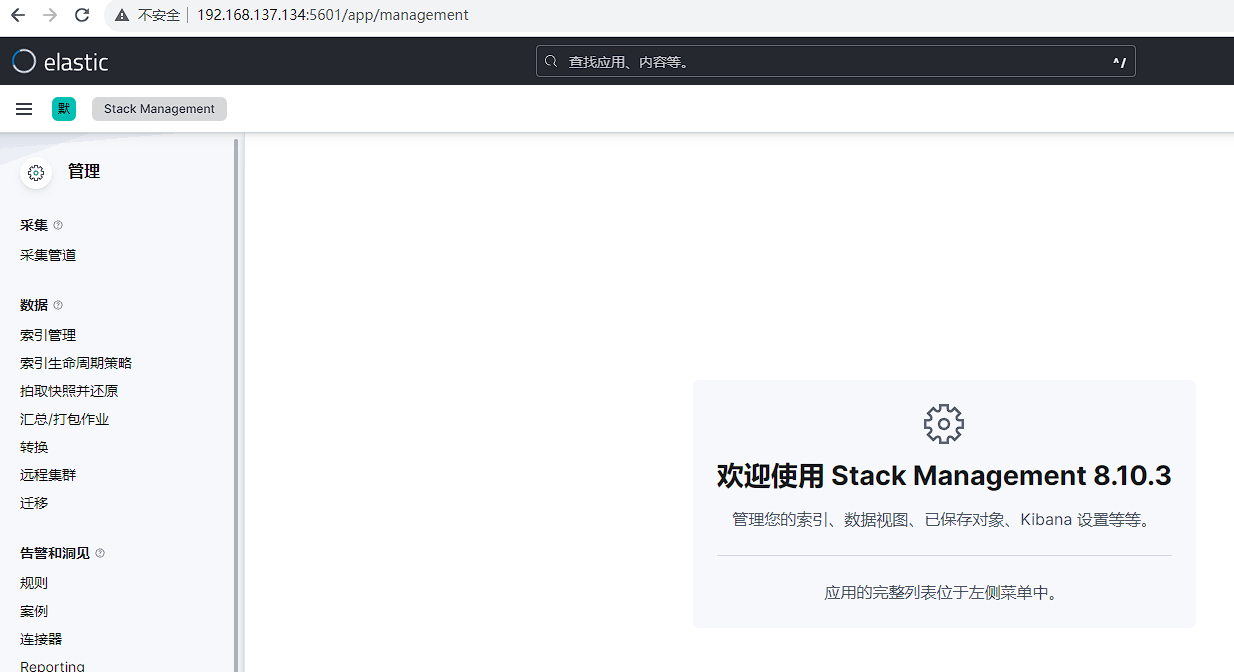 不安全 192.168.137.134:5601/app/management
elastic 查找应用、内容等。 ^/
默 Stack Management
管理
采集
采集管道
数据
索引管理
索引生命周期策略
拍取快照并还原
汇总/打包作业
转换
远程集群
迁移
告警和洞见
规则
案例
连接器
Reporting
欢迎使用 Stack Management 8.10.3
管理您的索引、数据视图、已保存对象、Kibana 设置等等。
应用的完整列表位于左侧菜单中。